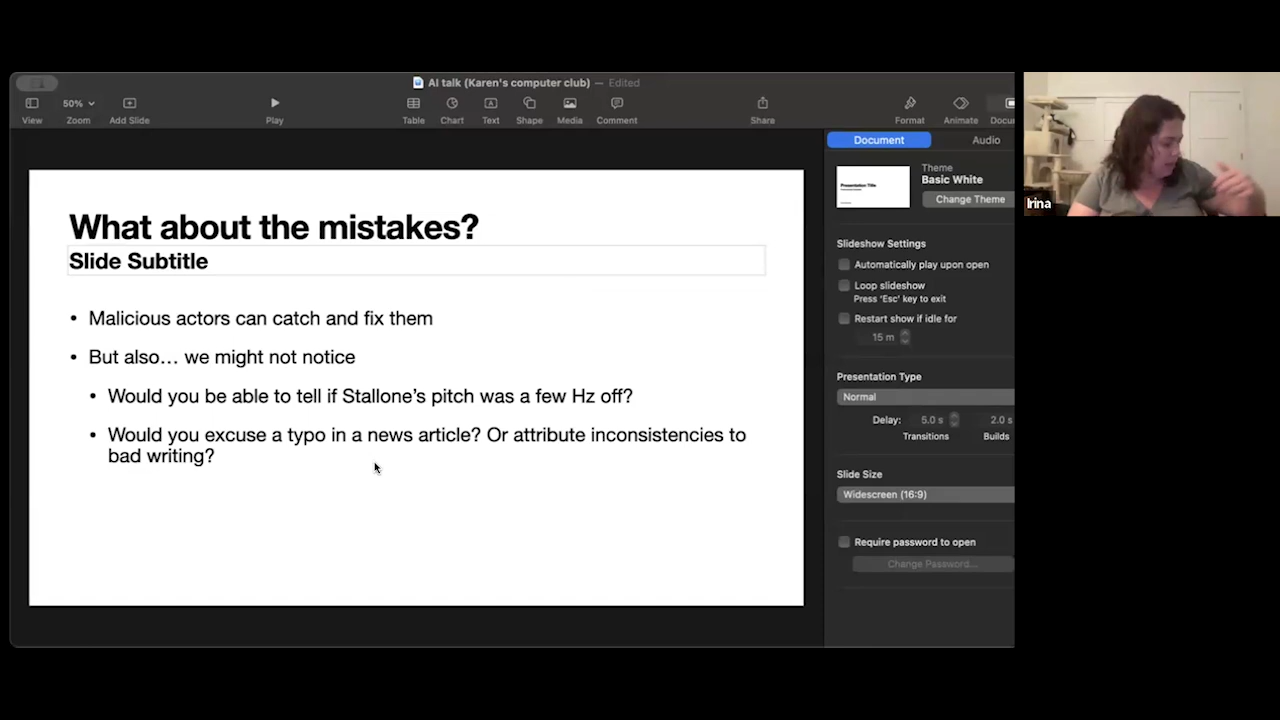 AI talk (Karen's computer club) — Edited
50%
View Zoom Add Slide Play Table Chart Text Shape Media Comment Share Format Animate Docu
Document Audio
Theme
Basic White
Change Theme
Presentation Title
What about the mistakes?
Slide Subtitle
• Malicious actors can catch and fix them
• But also… we might not notice
• Would you be able to tell if Stallone’s pitch was a few Hz off?
• Would you excuse a typo in a news article? Or attribute inconsistencies to
bad writing?
Slideshow Settings
Automatically play upon open
Loop slideshow
Press ‘Esc’ key to exit
Restart show if idle for
15 m
Presentation Type
Normal
Delay: 5.0 s 2.0 s
Transitions Builds
Slide Size
Widescreen (16:9)
Require password to open
Change Password...
Irina